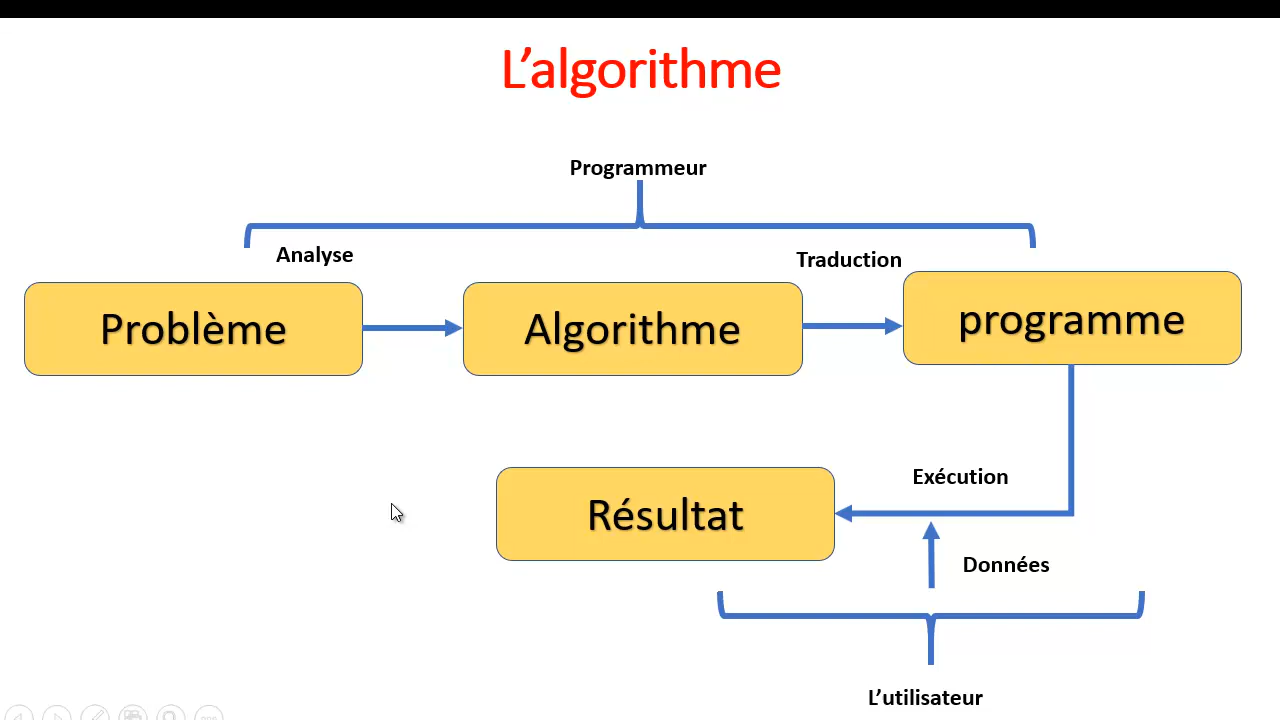 L’algorithme
Programmeur
Analyse
Traduction
Problème
Algorithme
programme
Exécution
Résultat
Données
L’utilisateur